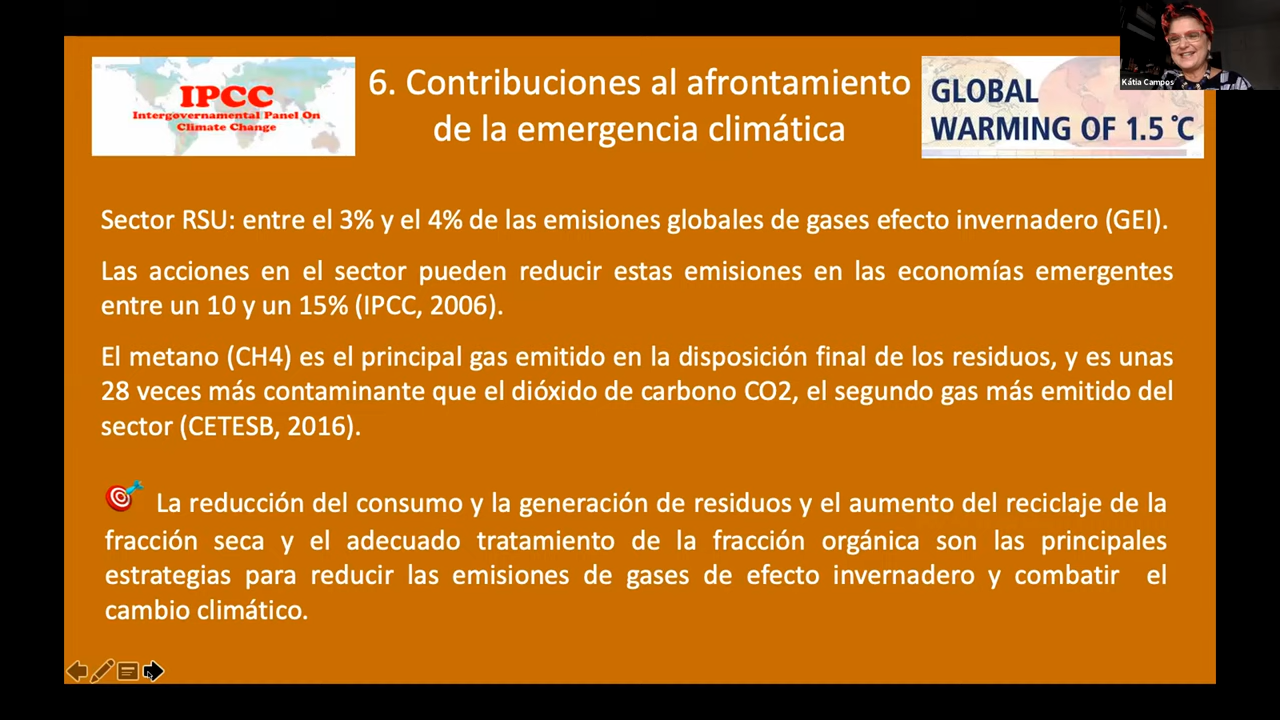 IPCC
Intergovernamental Panel On
Climate Change
6. Contribuciones al afrontamiento
de la emergencia climática
GLOBAL
WARMING OF 1.5 °C
Kátia Campos
Sector RSU: entre el 3% y el 4% de las emisiones globales de gases efecto invernadero (GEI).
Las acciones en el sector pueden reducir estas emisiones en las economías emergentes
entre un 10 y un 15% (IPCC, 2006).
El metano (CH4) es el principal gas emitido en la disposición final de los residuos, y es unas
28 veces más contaminante que el dióxido de carbono CO2, el segundo gas más emitido del
sector (CETESB, 2016).
La reducción del consumo y la generación de residuos y el aumento del reciclaje de la
fracción seca y el adecuado tratamiento de la fracción orgánica son las principales
estrategias para reducir las emisiones de gases de efecto invernadero y combatir el
cambio climático.